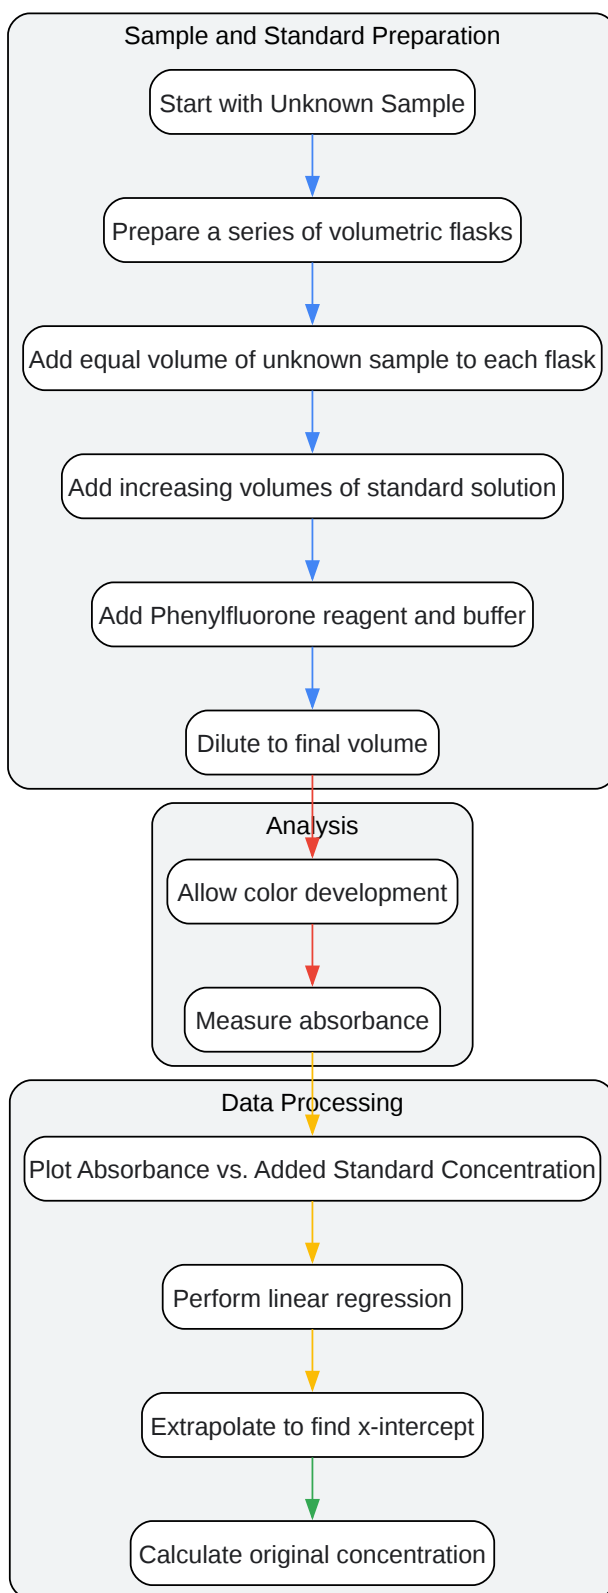 Sample and Standard Preparation
Start with Unknown Sample
Prepare a series of volumetric flasks
Add equal volume of unknown sample to each flask
Add increasing volumes of standard solution
Add Phenylfluorone reagent and buffer
Dilute to final volume
Analysis
Allow color development
Measure absorbance
Data Processing
Plot Absorbance vs. Added Standard Concentration
Perform linear regression
Extrapolate to find x-intercept
Calculate original concentration